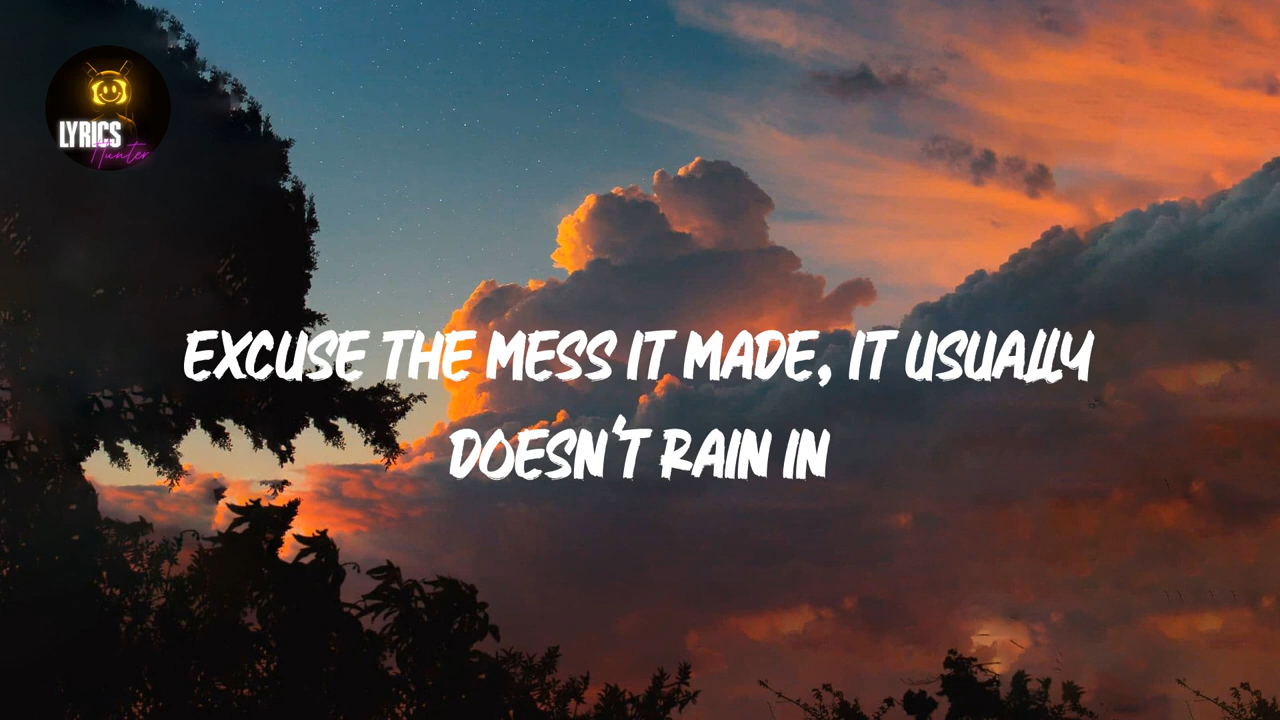 LYRICS
Hunter
EXCUSE THE MESS IT MADE, IT USUALLY
DOESN'T RAIN IN